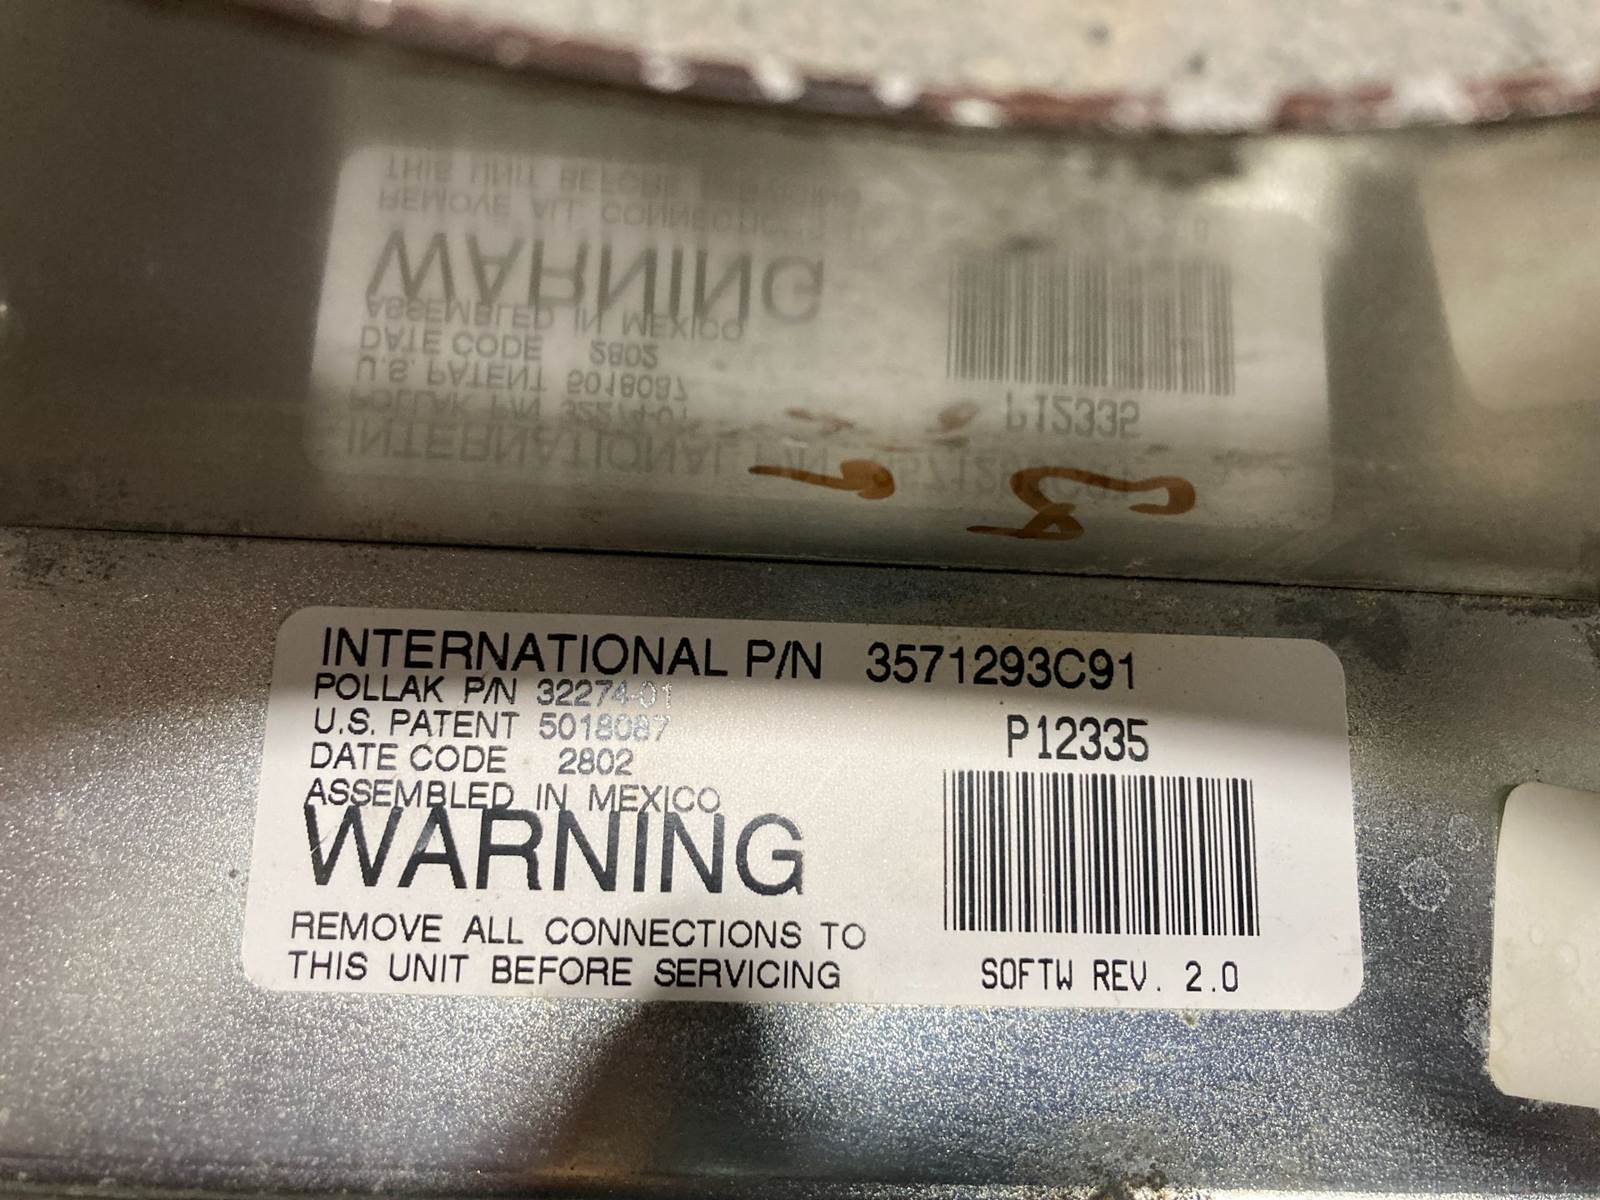 INTERNATIONAL P/N 3571293C91
POLLAK P/N 32274-01
U.S. PATENT 5018087
DATE CODE 2802
ASSEMBLED IN MEXICO
WARNING
REMOVE ALL CONNECTIONS TO
THIS UNIT BEFORE SERVICING
P12335
SOFTW REV. 2.0